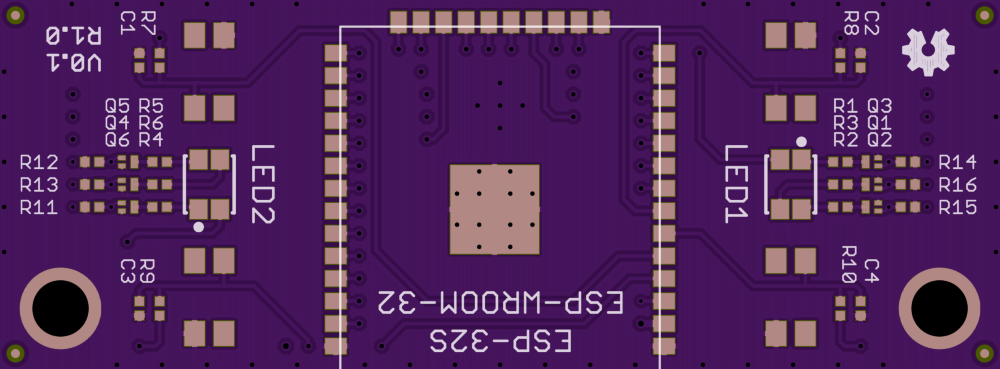 C1
R7
R1.0
V0.1
Q5 R5
Q4 R6
Q6 R4
R12
R13
R11
LED2
C3
R9
ESP-WROOM-32
ESP-32S
R8
C2
R1 Q3
R3 Q1
R2 Q2
LED1
R14
R16
R15
R10
C4